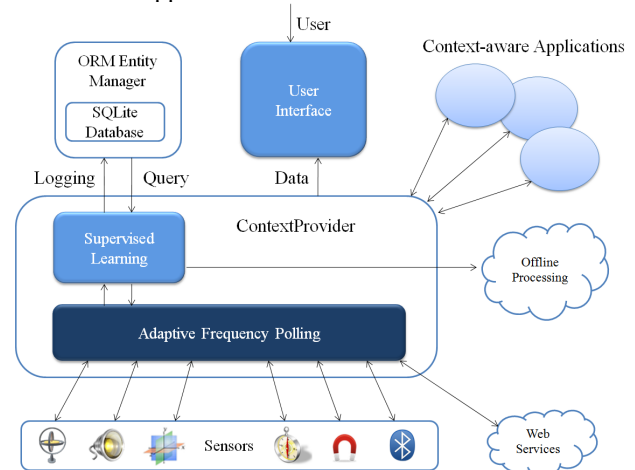 User
ORM Entity
Manager
SQLite
Database
User
Interface
Context-aware Applications
Logging
Query
Data
ContextProvider
Supervised
Learning
Offline
Processing
Adaptive Frequency Polling
Sensors
Web
Services